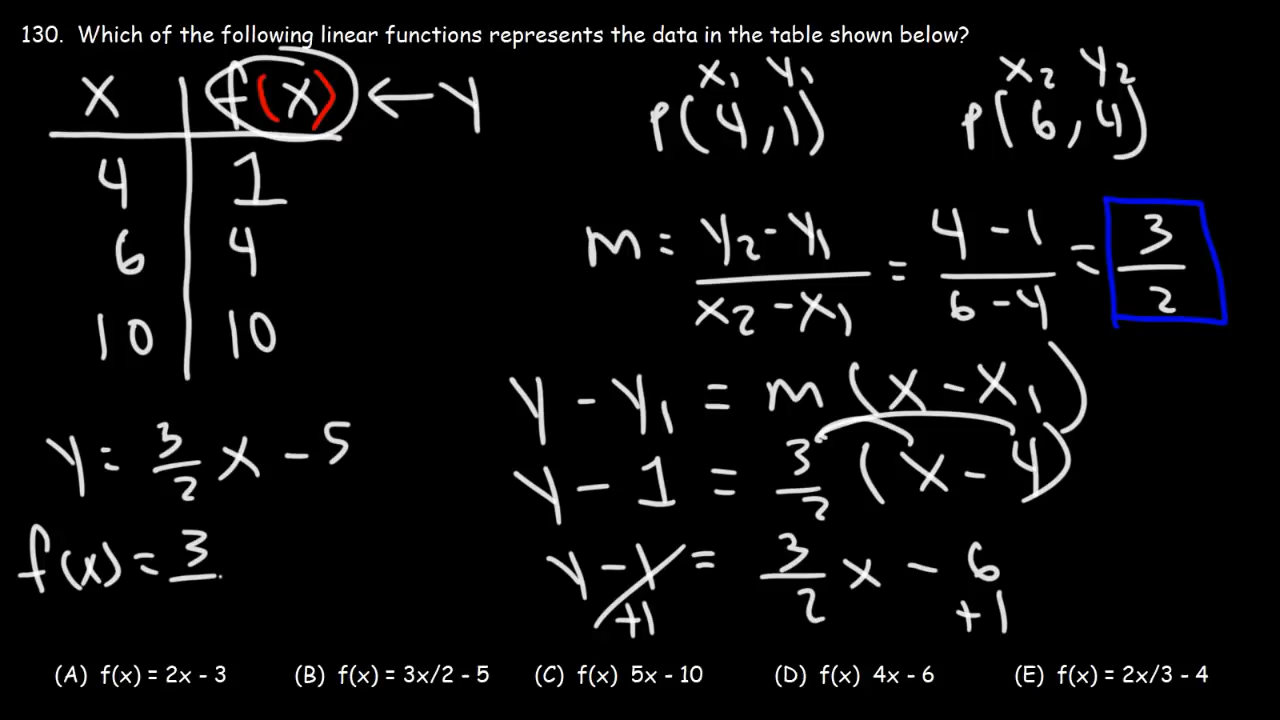 130. Which of the following linear functions represents the data in the table shown below?
x f(x) ← y
4 1
6 4
10 10
y = 3/2 x - 5
f(x) = 3
x₁ y₁
P(4, 1)
x₂ y₂
P(6, 4)
m = y₂ - y₁ / x₂ - x₁ = 4 - 1 / 6 - 4 = 3/2
y - y₁ = m(x - x₁)
y - 1 = 3/2 (x - 4)
y - 1 = 3/2 x - 6
+1 +1
(A) f(x) = 2x - 3 (B) f(x) = 3x/2 - 5 (C) f(x) 5x - 10 (D) f(x) 4x - 6 (E) f(x) = 2x/3 - 4